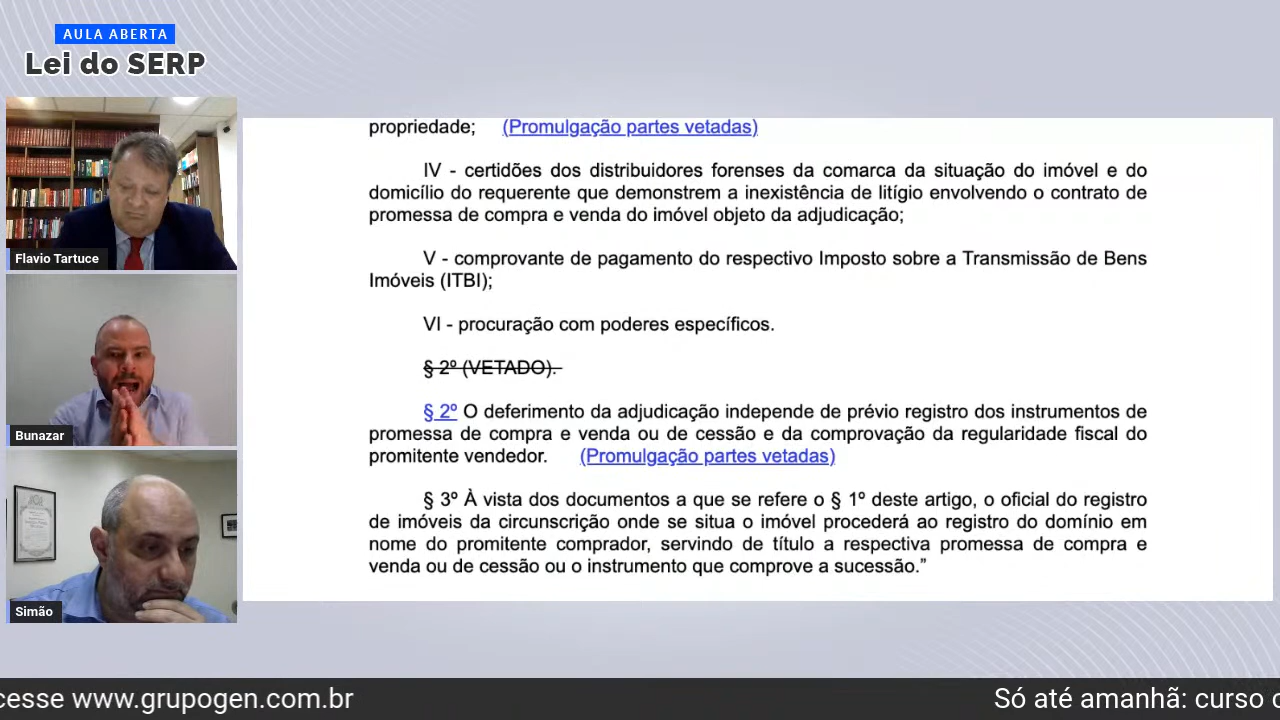 AULA ABERTA
Lei do SERP
Flavio Tartuce
Bunazar
Simão
propriedade; (Promulgação partes vetadas)
IV - certidões dos distribuidores forenses da comarca da situação do imóvel e do
domicílio do requerente que demonstrem a inexistência de litígio envolvendo o contrato de
promessa de compra e venda do imóvel objeto da adjudicação;
V - comprovante de pagamento do respectivo Imposto sobre a Transmissão de Bens
Imóveis (ITBI);
VI - procuração com poderes específicos.
§ 2º (VETADO).
§ 2º O deferimento da adjudicação independe de prévio registro dos instrumentos de
promessa de compra e venda ou de cessão e da comprovação da regularidade fiscal do
promitente vendedor. (Promulgação partes vetadas)
§ 3º À vista dos documentos a que se refere o § 1º deste artigo, o oficial do registro
de imóveis da circunscrição onde se situa o imóvel procederá ao registro do domínio em
nome do promitente comprador, servindo de título a respectiva promessa de compra e
venda ou de cessão ou o instrumento que comprove a sucessão.”
cesse www.grupogen.com.br
Só até amanhã: curso